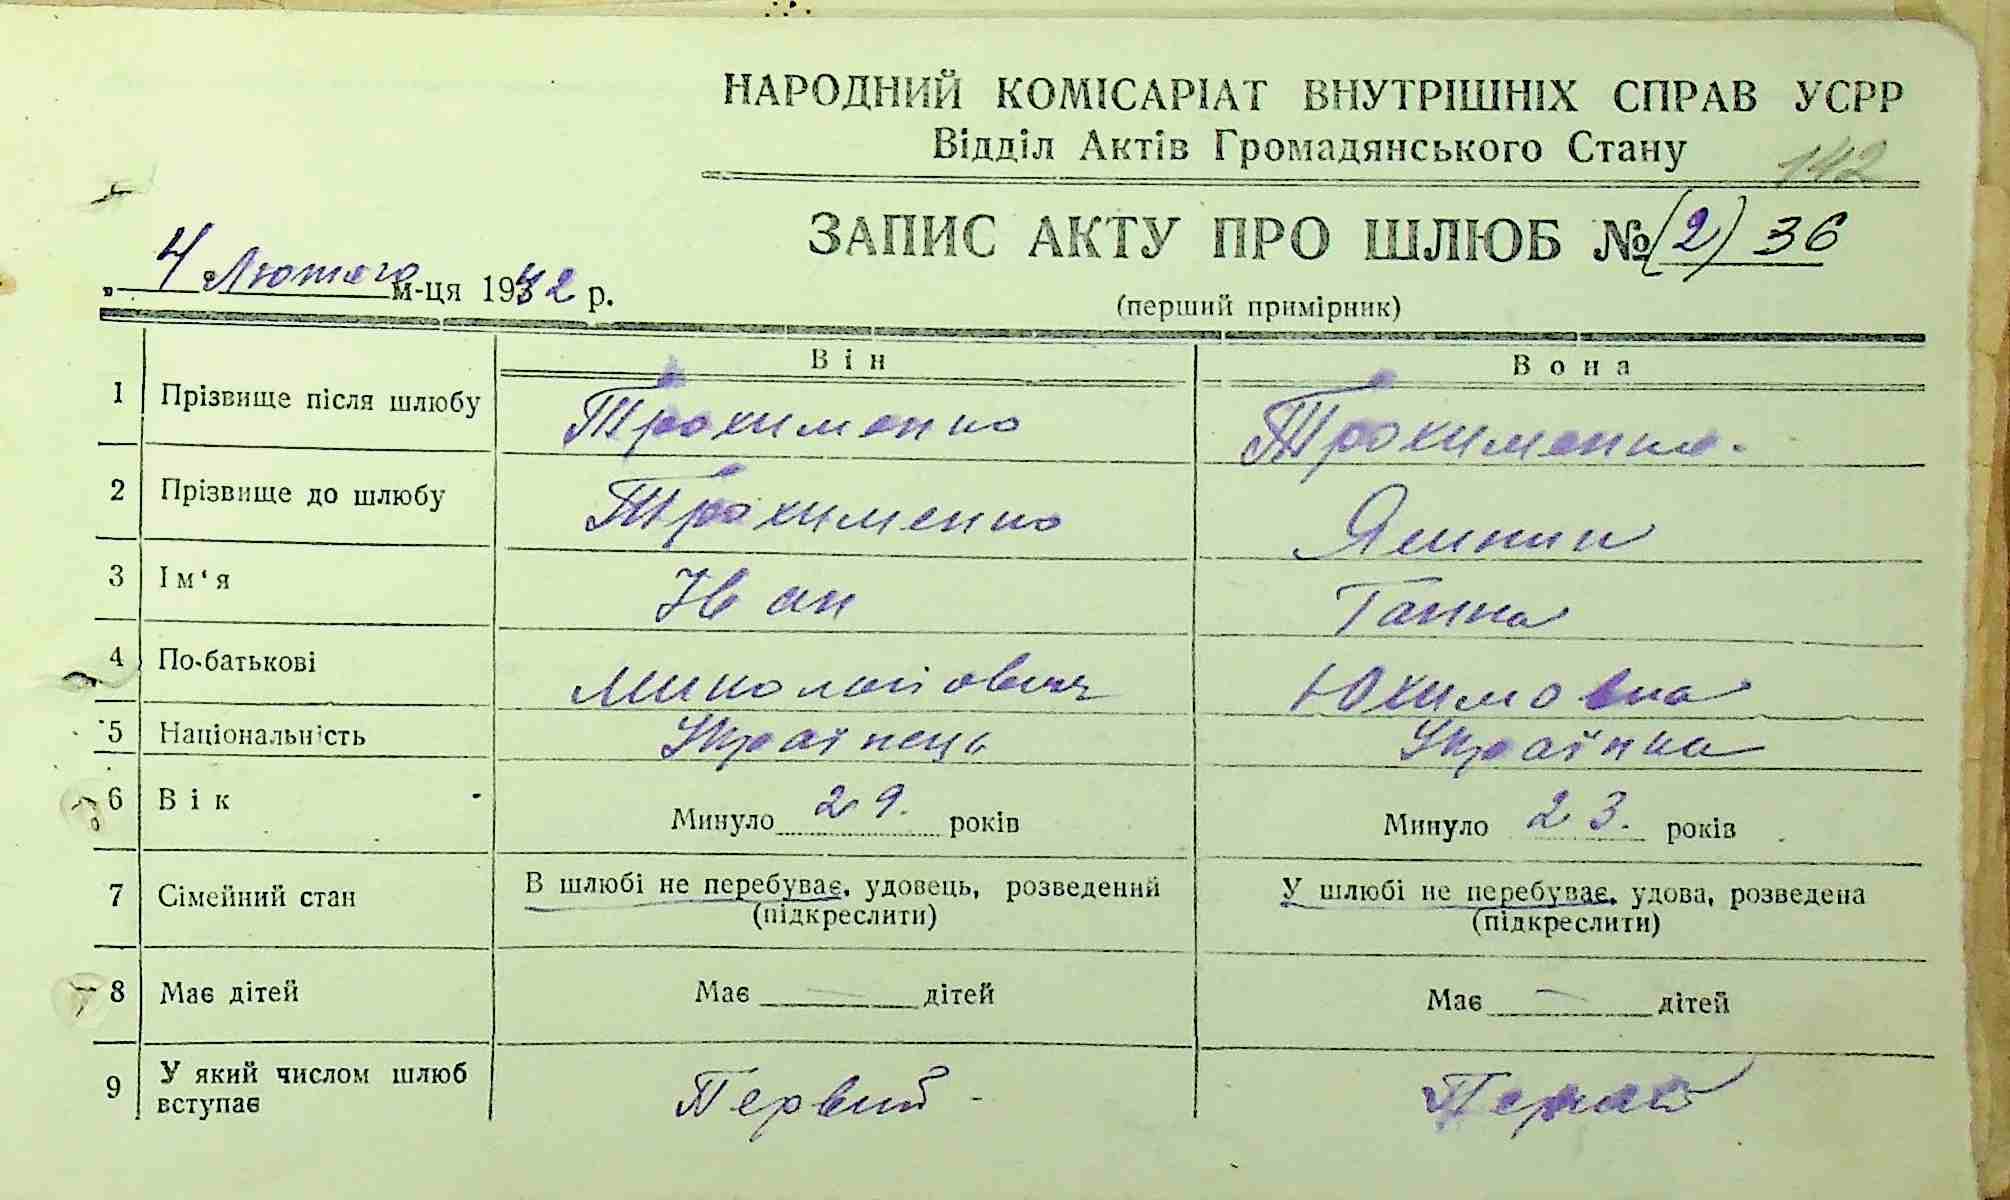 НАРОДНИЙ КОМІСАРІАТ ВНУТРІШНІХ СПРАВ УСРР
Відділ Актів Громадянського Стану
142
ЗАПИС АКТУ ПРО ШЛЮБ № (2) 36
„ 4 „ Лютого м-ця 1942 р.
(перший примірник)
Він Вона
1 Прізвище після шлюбу Трохименко Трохименко.
2 Прізвище до шлюбу Трохименко
3 Ім'я Іван Ганна
4 По-батькові Миколайович Юхимовна
5 Національність Українець Українка
6 Вік Минуло 29. років Минуло 23. років
7 Сімейний стан В шлюбі не перебуває, удовець, розведений У шлюбі не перебуває, удова, розведена
(підкреслити) (підкреслити)
8 Має дітей Має — дітей Має — дітей
9 У який числом шлюб вступає Первий -